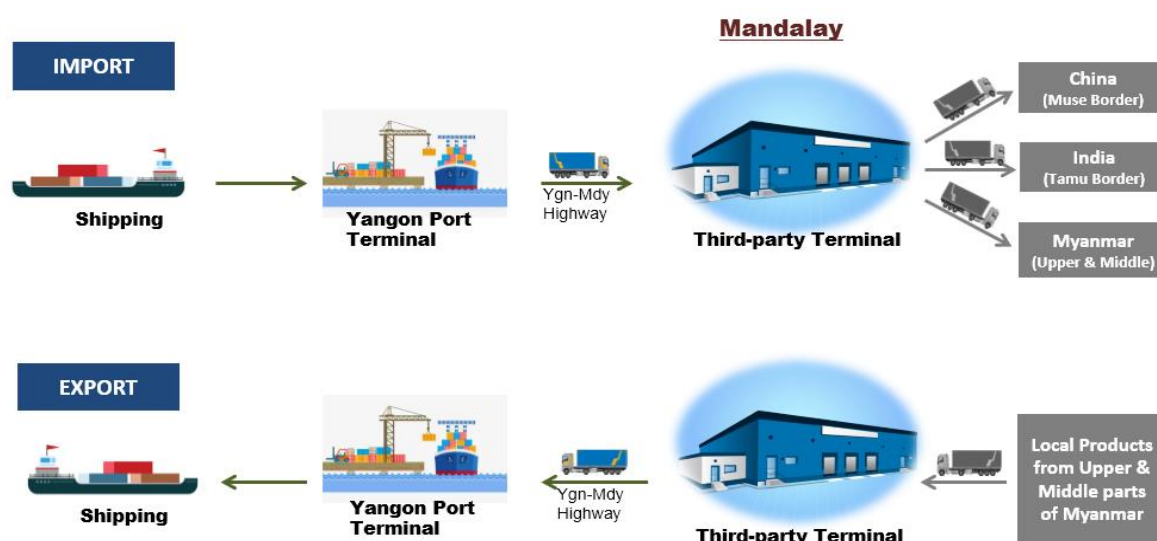 Mandalay
IMPORT
China
(Muse Border)
India
(Tamu Border)
Myanmar
(Upper & Middle)
Shipping
Yangon Port
Terminal
Ygn-Mdy
Highway
Third-party Terminal
EXPORT
Local Products
from Upper &
Middle parts
of Myanmar
Shipping
Yangon Port
Terminal
Ygn-Mdy
Highway
Third-party Terminal